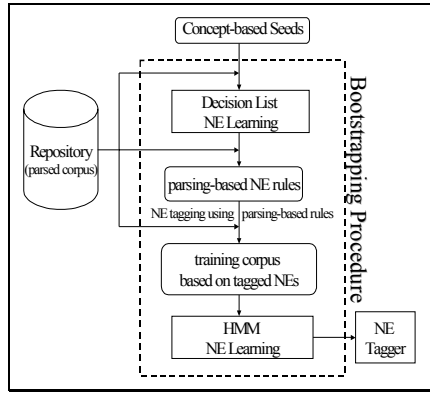 Concept-based Seeds
Decision List
NE Learning
Repository
(parsed corpus)
parsing-based NE rules
NE tagging using parsing-based rules
training corpus
based on tagged NEs
HMM
NE Learning
NE
Tagger
Bootstrapping Procedure